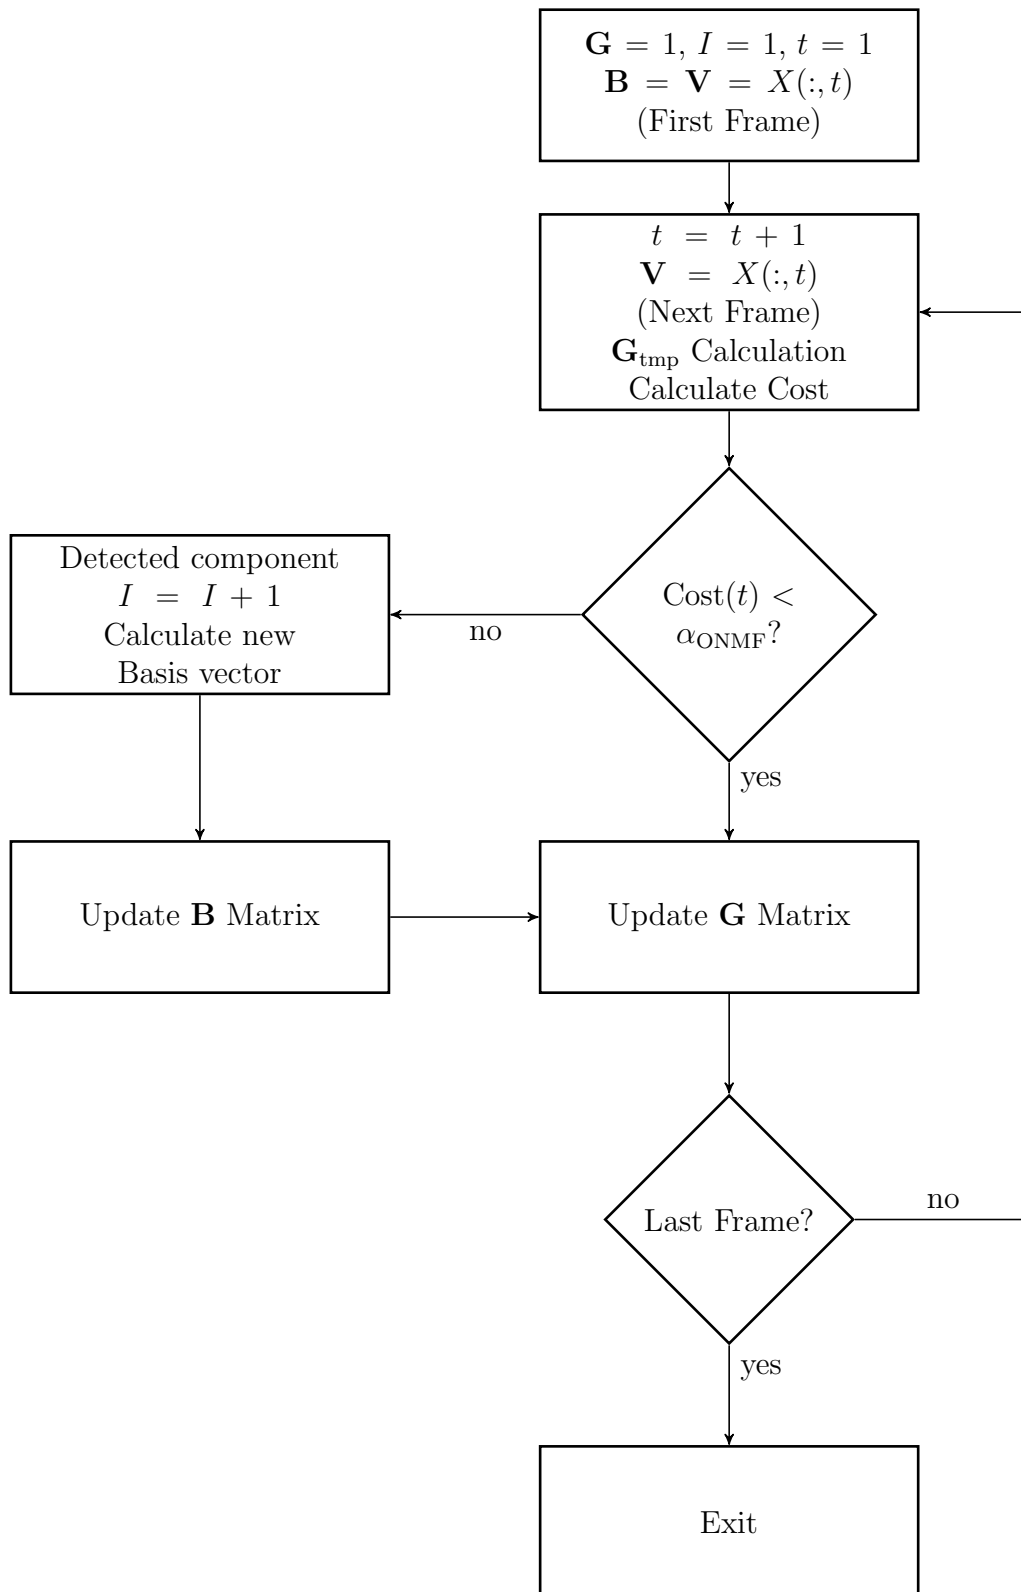 G = 1, I = 1, t = 1
B = V = X(:, t)
(First Frame)
t = t + 1
V = X(:, t)
(Next Frame)
G_tmp Calculation
Calculate Cost
Cost(t) <
α_ONMF?
no
yes
Detected component
I = I + 1
Calculate new
Basis vector
Update B Matrix
Update G Matrix
Last Frame?
no
yes
Exit